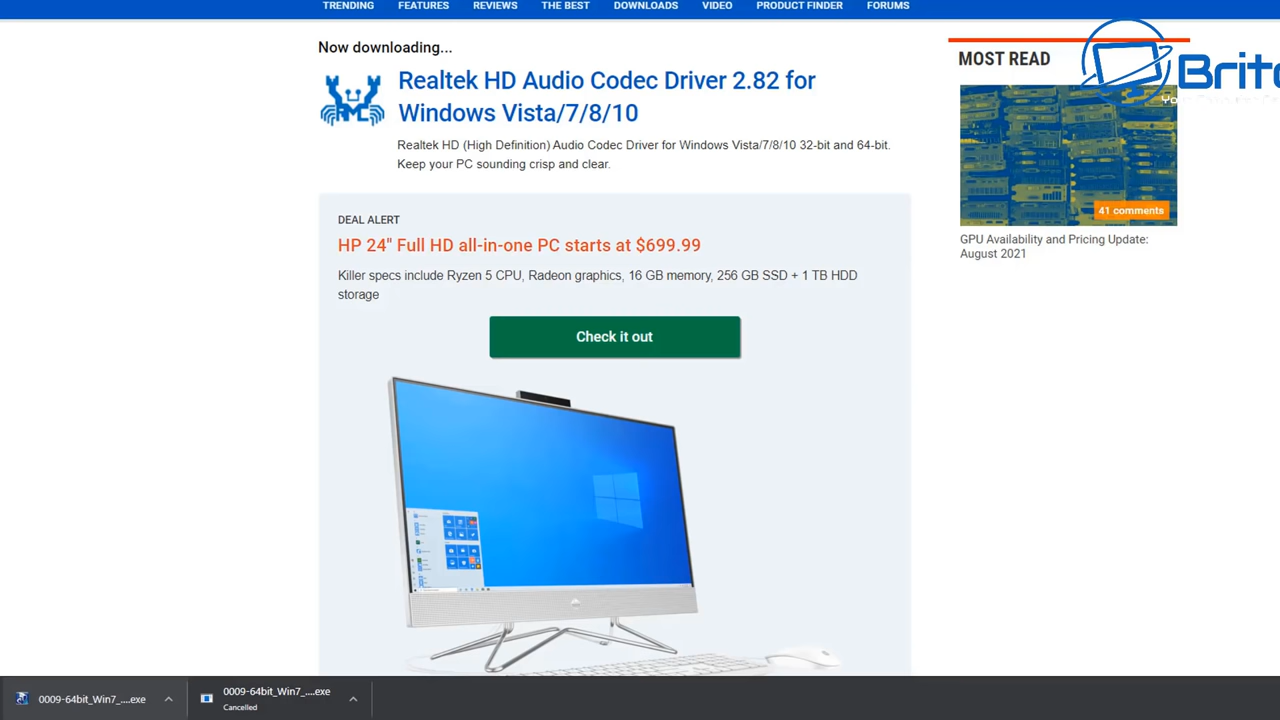 TRENDING FEATURES REVIEWS THE BEST DOWNLOADS VIDEO PRODUCT FINDER FORUMS
Now downloading...
Realtek HD Audio Codec Driver 2.82 for
Windows Vista/7/8/10
Realtek HD (High Definition) Audio Codec Driver for Windows Vista/7/8/10 32-bit and 64-bit.
Keep your PC sounding crisp and clear.
DEAL ALERT
HP 24" Full HD all-in-one PC starts at $699.99
Killer specs include Ryzen 5 CPU, Radeon graphics, 16 GB memory, 256 GB SSD + 1 TB HDD
storage
Check it out
MOST READ
Brite
41 comments
GPU Availability and Pricing Update:
August 2021
0009-64bit_Win7_....exe
0009-64bit_Win7_....exe
Cancelled